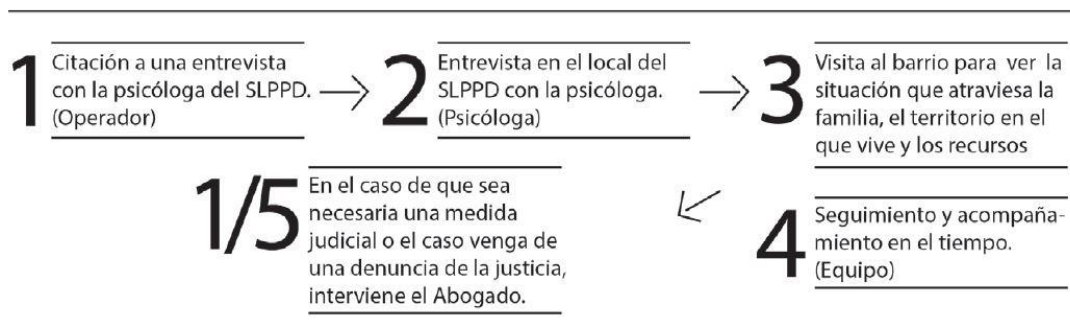 1
Citación a una entrevista
con la psicóloga del SLPPD.
(Operador)
2
Entrevista en el local del
SLPPD con la psicóloga.
(Psicóloga)
3
Visita al barrio para ver la
situación que atraviesa la
familia, el territorio en el
que vive y los recursos
4
Seguimiento y acompaña-
miento en el tiempo.
(Equipo)
1/5
En el caso de que sea
necesaria una medida
judicial o el caso venga de
una denuncia de la justicia,
interviene el Abogado.